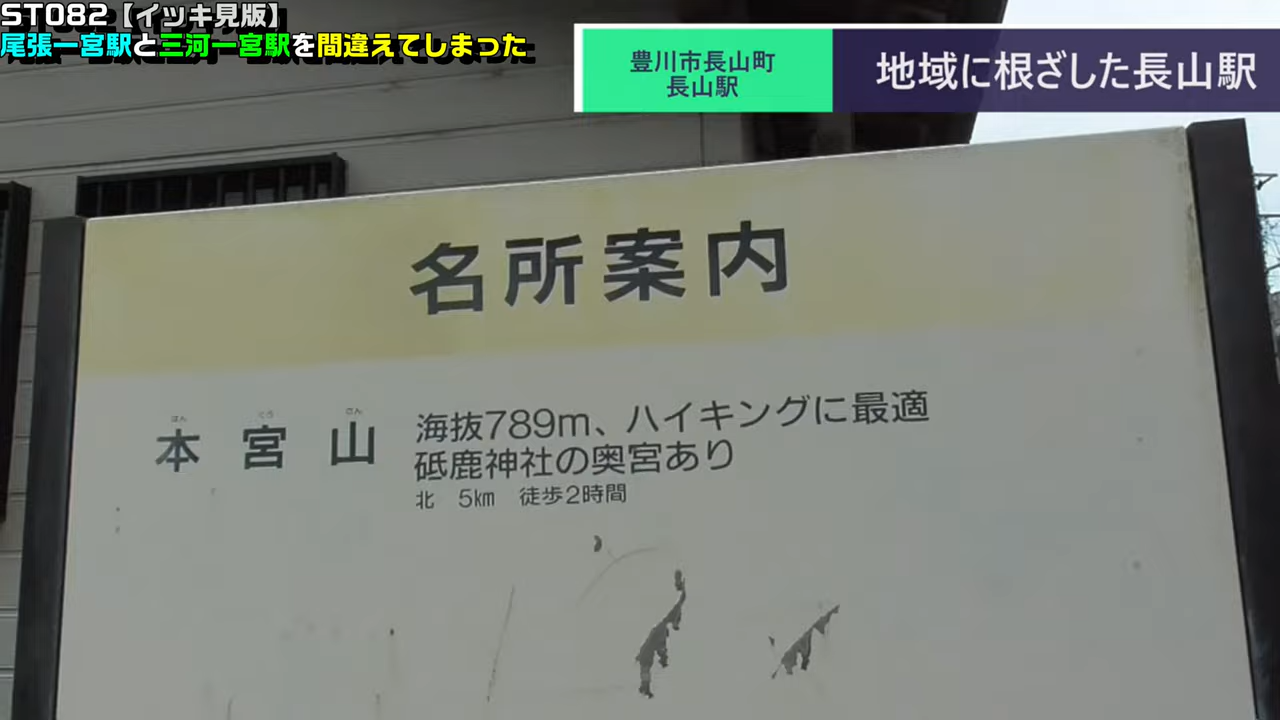 ST082【イッキ見版】
尾張一宮駅と三河一宮駅を間違えてしまった
豊川市長山町
長山駅
地域に根ざした長山駅
名所案内
ほん ぐう さん
本宮山
海抜789m、ハイキングに最適
砥鹿神社の奥宮あり
北 5㎞ 徒歩2時間